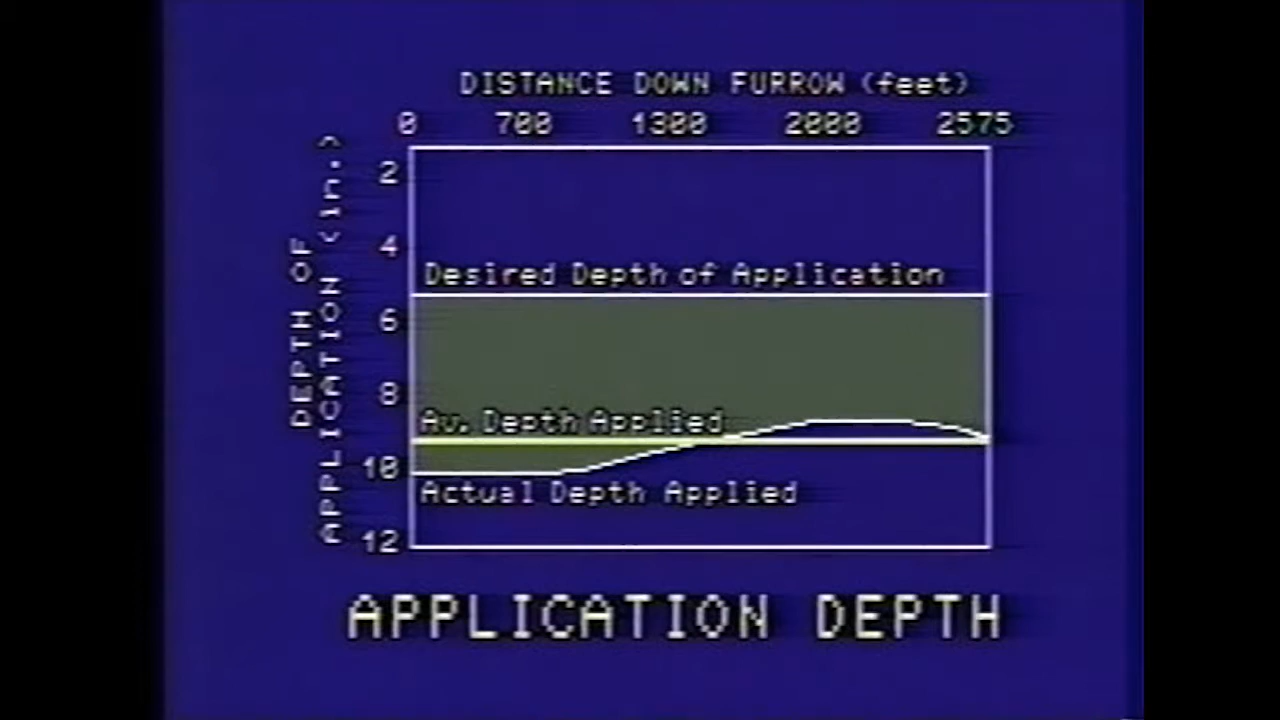 DISTANCE DOWN FURROW (feet)
0 700 1300 2000 2575
DEPTH OF
APPLICATION (in.)
2
4
Desired Depth of Application
6
8
Av. Depth Applied
10
Actual Depth Applied
12
APPLICATION DEPTH